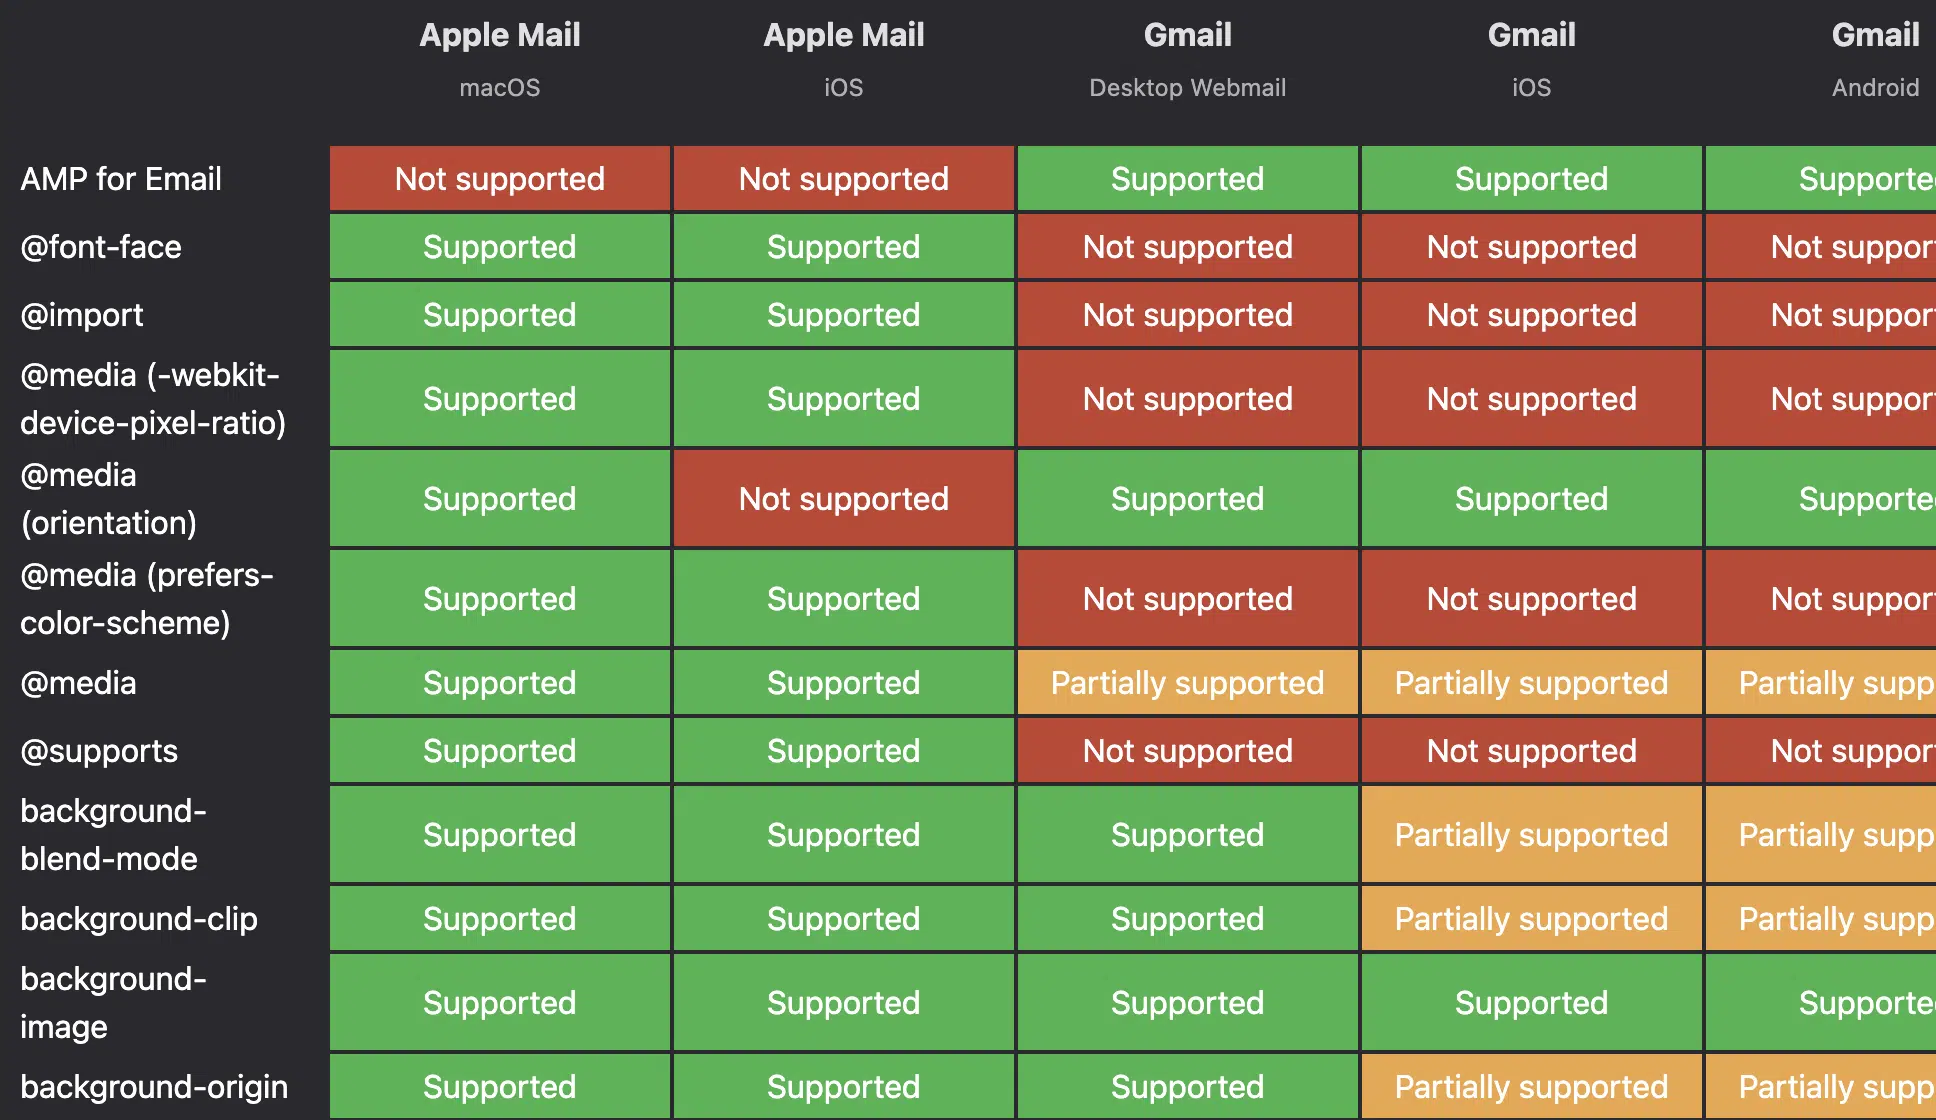 Apple Mail Apple Mail Gmail Gmail Gmail
macOS iOS Desktop Webmail iOS Android
AMP for Email Not supported Not supported Supported Supported Supporte
@font-face Supported Supported Not supported Not supported Not suppor
@import Supported Supported Not supported Not supported Not suppor
@media (-webkit-
device-pixel-ratio) Supported Supported Not supported Not supported Not suppor
@media
(orientation) Supported Not supported Supported Supported Supporte
@media (prefers-
color-scheme) Supported Supported Not supported Not supported Not suppor
@media Supported Supported Partially supported Partially supported Partially supp
@supports Supported Supported Not supported Not supported Not suppor
background-
blend-mode Supported Supported Supported Partially supported Partially supp
background-clip Supported Supported Supported Partially supported Partially supp
background-
image Supported Supported Supported Supported Supporte
background-origin Supported Supported Supported Partially supported Partially supp